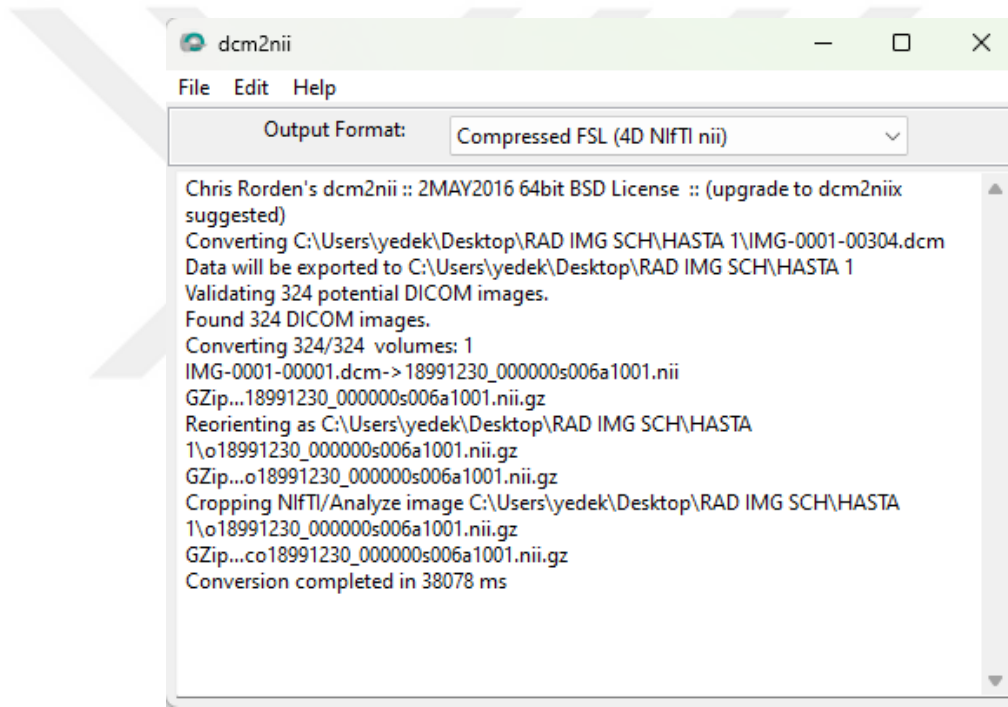 dcm2nii
File Edit Help
Output Format: Compressed FSL (4D NIfTI nii)
Chris Rorden's dcm2nii :: 2MAY2016 64bit BSD License :: (upgrade to dcm2niix
suggested)
Converting C:\Users\yedek\Desktop\RAD IMG SCH\HASTA 1\IMG-0001-00304.dcm
Data will be exported to C:\Users\yedek\Desktop\RAD IMG SCH\HASTA 1
Validating 324 potential DICOM images.
Found 324 DICOM images.
Converting 324/324 volumes: 1
IMG-0001-00001.dcm->18991230_000000s006a1001.nii
GZip...18991230_000000s006a1001.nii.gz
Reorienting as C:\Users\yedek\Desktop\RAD IMG SCH\HASTA
1\o18991230_000000s006a1001.nii.gz
GZip...o18991230_000000s006a1001.nii.gz
Cropping NIfTI/Analyze image C:\Users\yedek\Desktop\RAD IMG SCH\HASTA
1\o18991230_000000s006a1001.nii.gz
GZip...co18991230_000000s006a1001.nii.gz
Conversion completed in 38078 ms